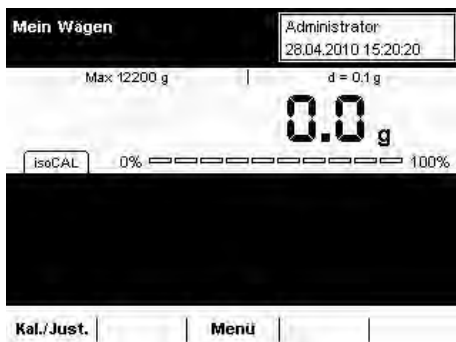 Mein Wägen
Administrator
28.04.2010 15:20:20
Max 12200 g
d = 0.1 g
0.0 g
isoCAL
0%
100%
Kal./Just.
Menü